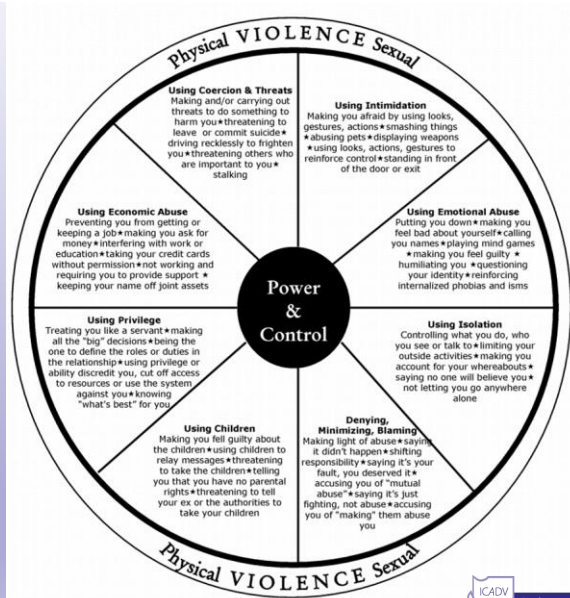 Physical VIOLENCE Sexual
Using Coercion & Threats
Making and/or carrying out
threats to do something to
harm you★threatening to
leave or commit suicide★
driving recklessly to frighten
you★threatening others who
are important to you★
stalking
Using Intimidation
Making you afraid by using looks,
gestures, actions★smashing things
★abusing pets★displaying weapons
★using looks, actions, gestures to
reinforce control★standing in front
of the door or exit
Using Economic Abuse
Preventing you from getting or
keeping a job★making you ask for
money★interfering with work or
education★taking your credit cards
without permission★not working and
requiring you to provide support ★
keeping your name off joint assets
Using Emotional Abuse
Putting you down★making you
feel bad about yourself★calling
you names★playing mind games
★making you feel guilty ★
humiliating you ★questioning
your identity★reinforcing
internalized phobias and isms
Power
&
Control
Using Privilege
Treating you like a servant★making
all the "big" decisions★being the
one to define the roles or duties in
the relationship★using privilege or
ability discredit you, cut off access
to resources or use the system
against you★knowing
"what's best" for you
Using Isolation
Controlling what you do, who
you see or talk to★limiting your
outside activities★making you
account for your whereabouts★
saying no one will believe you★
not letting you go anywhere
alone
Using Children
Making you fell guilty about
the children★using children to
relay messages★threatening
to take the children★telling
you that you have no parental
rights★threatening to tell
your ex or the authorities to
take your children
Denying,
Minimizing, Blaming
Making light of abuse★saying
it didn't happen★shifting
responsibility★saying it's your
fault, you deserved it★
accusing you of "mutual
abuse"★saying it's just
fighting, not abuse★accusing
you of "making" them abuse
you
Physical VIOLENCE Sexual
ICADV